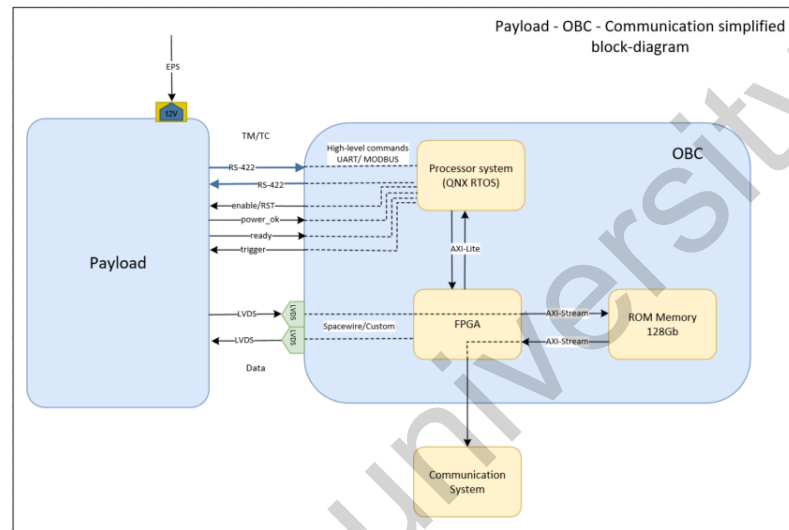 Payload - OBC - Communication simplified
block-diagram
EPS
12V
TM/TC
High-level commands
UART/ MODBUS
OBC
Processor system
(QNX RTOS)
RS-422
RS-422
enable/RST
power_ok
ready
trigger
Payload
AXI-Lite
LVDS
LVDS
Spacewire/Custom
FPGA
AXI-Stream
ROM Memory
128Gb
LVDS
LVDS
AXI-Stream
Data
Communication
System
university